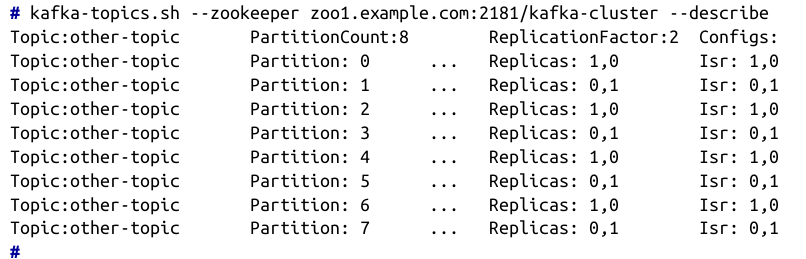 # kafka-topics.sh --zookeeper zoo1.example.com:2181/kafka-cluster --describe
Topic:other-topic PartitionCount:8 ReplicationFactor:2 Configs:
Topic:other-topic Partition: 0 ... Replicas: 1,0 Isr: 1,0
Topic:other-topic Partition: 1 ... Replicas: 0,1 Isr: 0,1
Topic:other-topic Partition: 2 ... Replicas: 1,0 Isr: 1,0
Topic:other-topic Partition: 3 ... Replicas: 0,1 Isr: 0,1
Topic:other-topic Partition: 4 ... Replicas: 1,0 Isr: 1,0
Topic:other-topic Partition: 5 ... Replicas: 0,1 Isr: 0,1
Topic:other-topic Partition: 6 ... Replicas: 1,0 Isr: 1,0
Topic:other-topic Partition: 7 ... Replicas: 0,1 Isr: 0,1
#